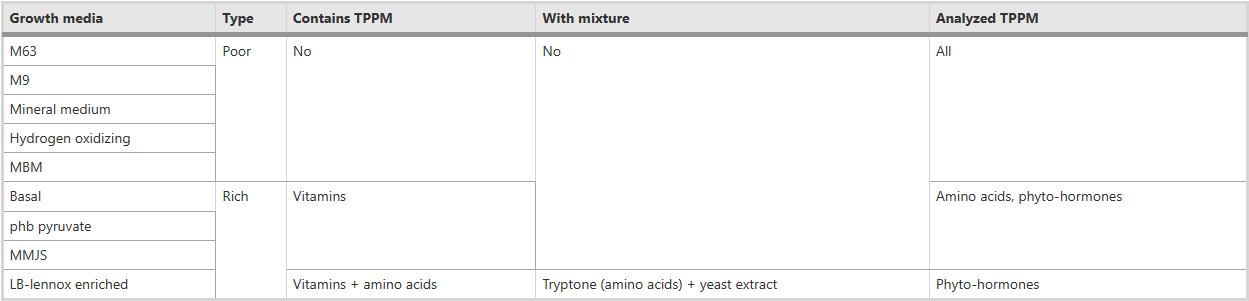 Growth media Type Contains TPPM With mixture Analyzed TPPM
M63 Poor No No All
M9
Mineral medium
Hydrogen oxidizing
MBM
Basal Rich Vitamins Amino acids, phyto-hormones
phb pyruvate
MMJS
LB-lennox enriched Vitamins + amino acids Tryptone (amino acids) + yeast extract Phyto-hormones